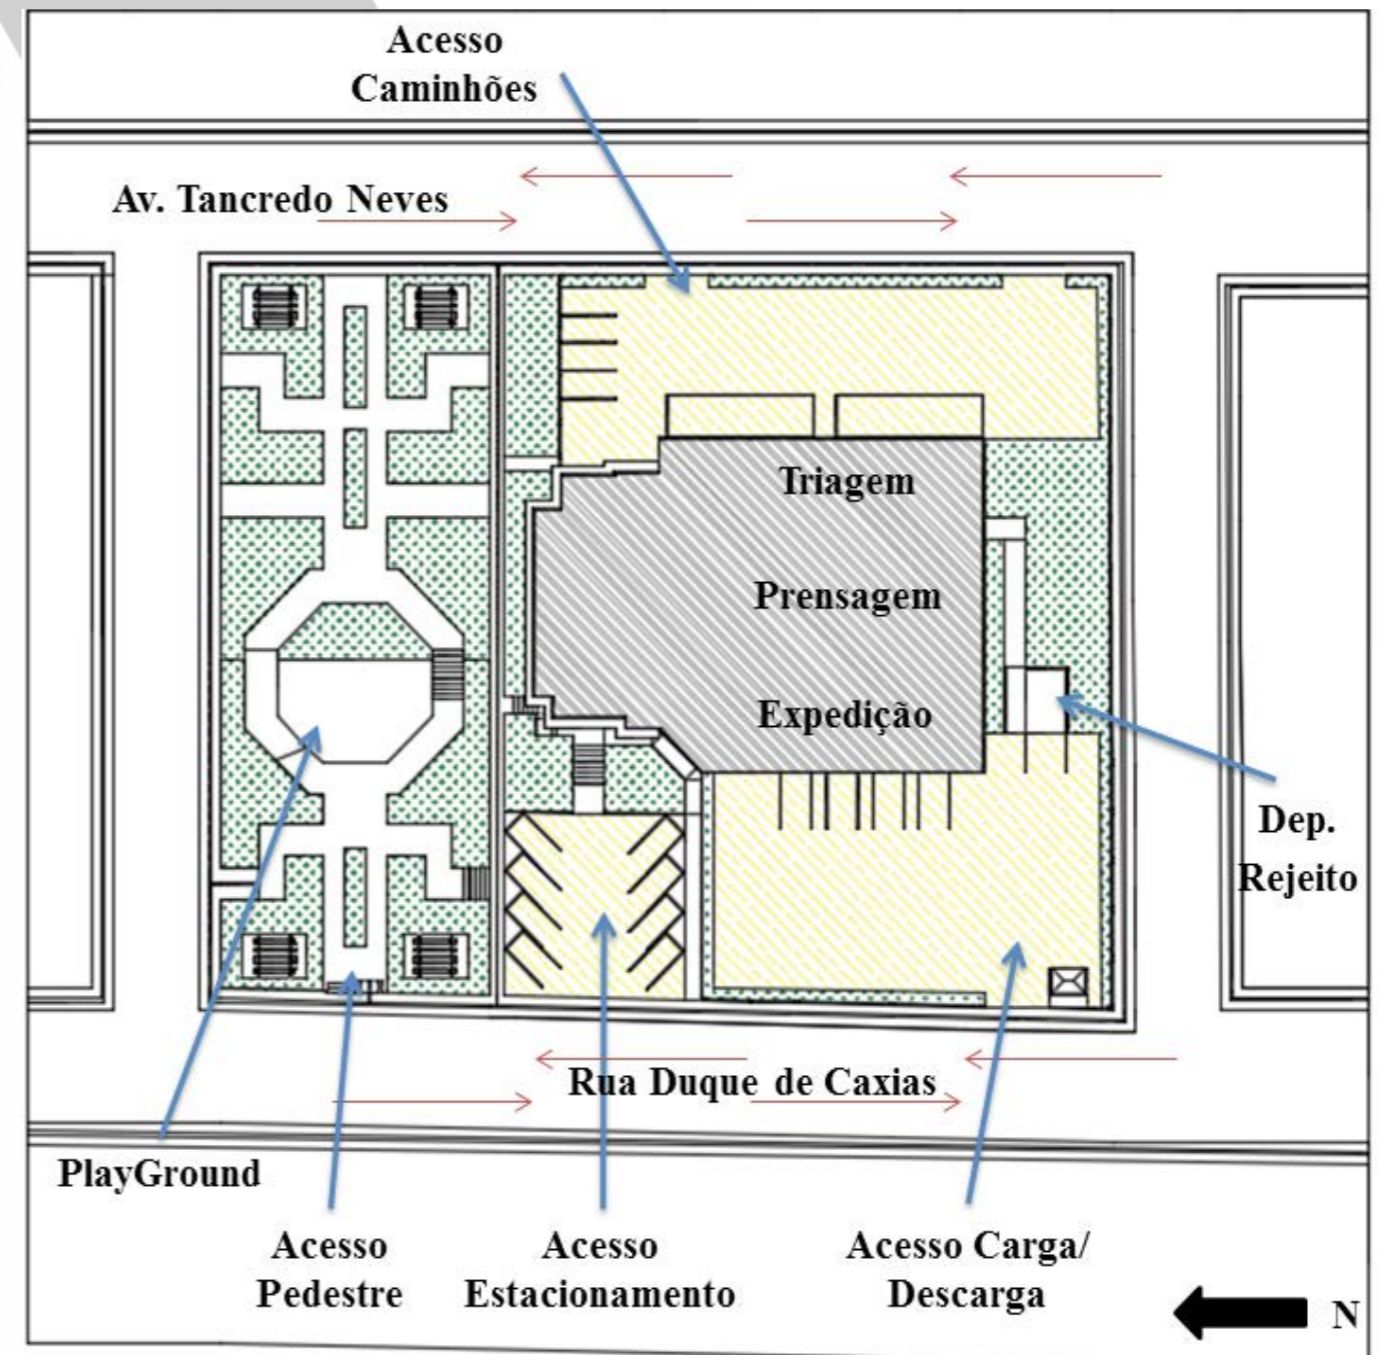 Acesso
Caminhões
Av. Tancredo Neves
Triagem
Prensagem
Expedição
Dep.
Rejeito
Rua Duque de Caxias
PlayGround
Acesso
Pedestre
Acesso
Estacionamento
Acesso Carga/
Descarga
N